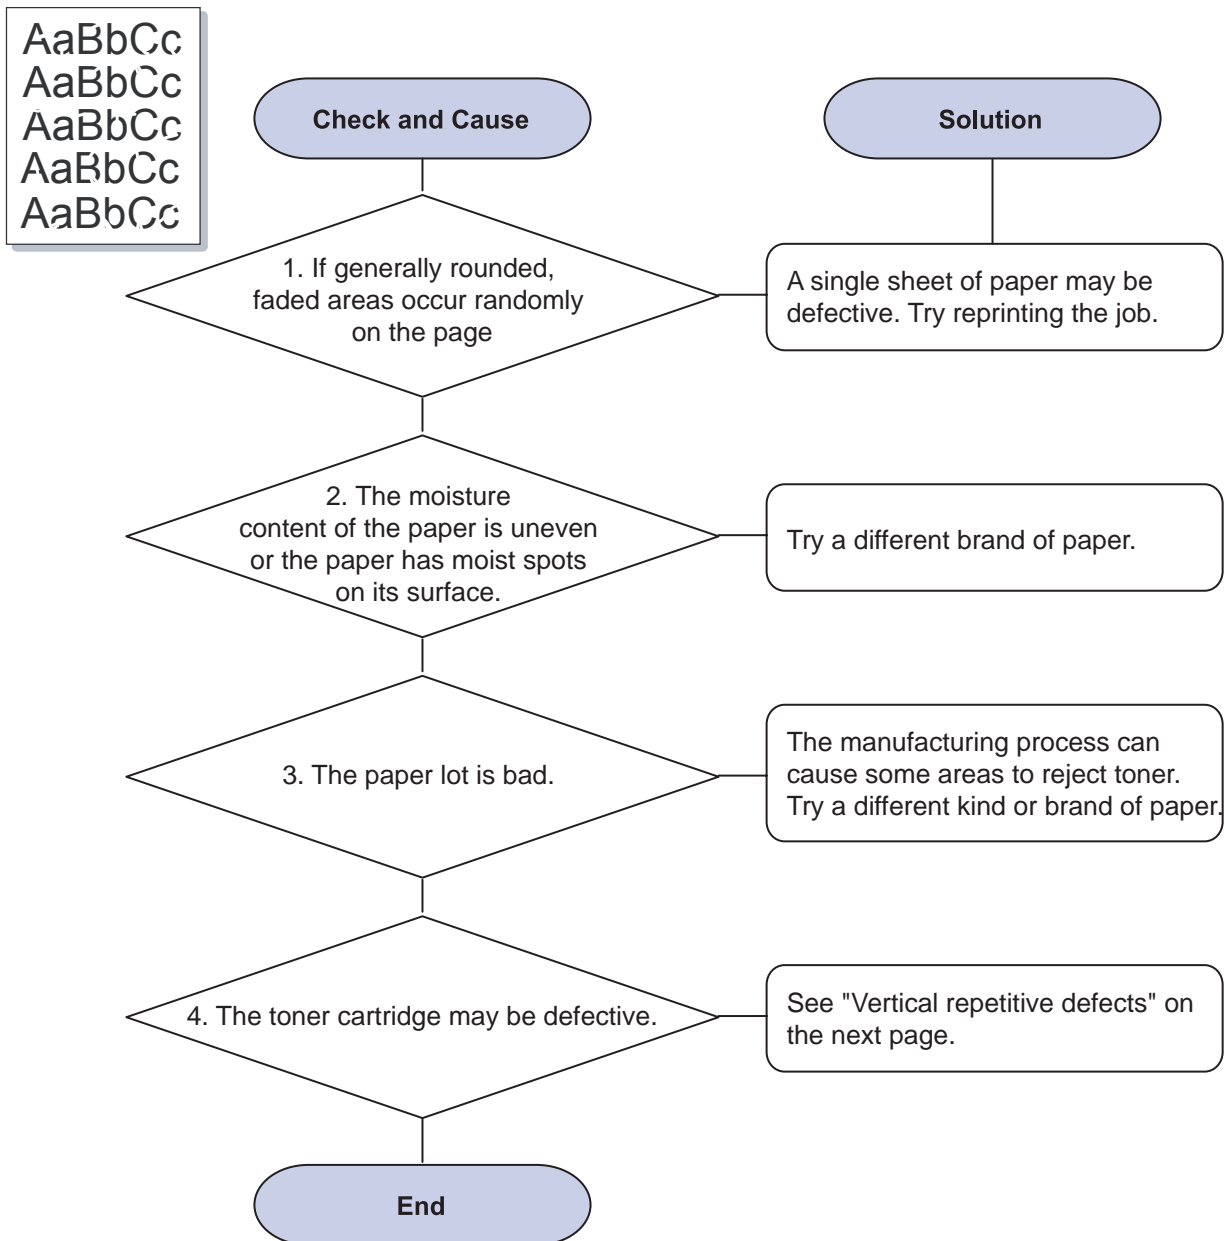 AaBbCc
AaBbCc
AaBbCc
AaBbCc
AaBbCc
Check and Cause
Solution
1. If generally rounded,
faded areas occur randomly
on the page
A single sheet of paper may be
defective. Try reprinting the job.
2. The moisture
content of the paper is uneven
or the paper has moist spots
on its surface.
Try a different brand of paper.
3. The paper lot is bad.
The manufacturing process can
cause some areas to reject toner.
Try a different kind or brand of paper.
4. The toner cartridge may be defective.
See "Vertical repetitive defects" on
the next page.
End